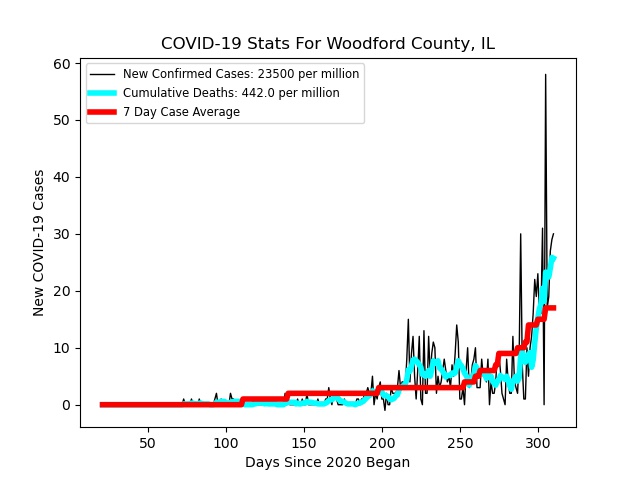 COVID-19 Stats For Woodford County, IL
New Confirmed Cases: 23500 per million
Cumulative Deaths: 442.0 per million
7 Day Case Average
New COVID-19 Cases
60
50
40
30
20
10
0
50 100 150 200 250 300
Days Since 2020 Began